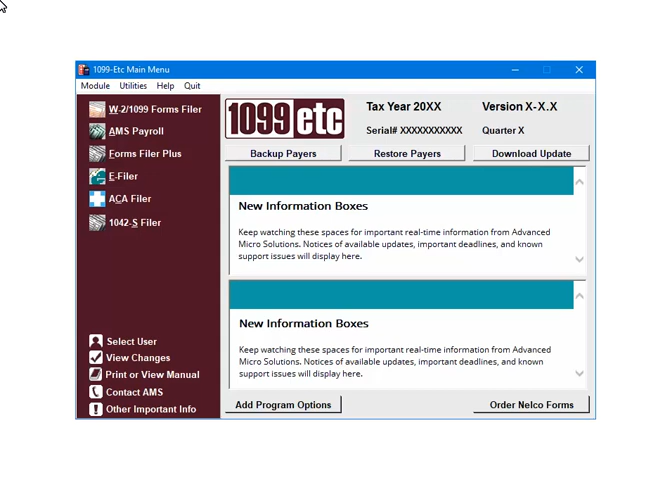 1099-Etc Main Menu
Module Utilities Help Quit
W-2/1099 Forms Filer
AMS Payroll
Forms Filer Plus
E-Filer
ACA Filer
1042-S Filer
Select User
View Changes
Print or View Manual
Contact AMS
Other Important Info
1099 etc
Tax Year 20XX
Version X-X.X
Serial# XXXXXXXXXXX
Quarter X
Backup Payers
Restore Payers
Download Update
New Information Boxes
Keep watching these spaces for important real-time information from Advanced
Micro Solutions. Notices of available updates, important deadlines, and known
support issues will display here.
New Information Boxes
Keep watching these spaces for important real-time information from Advanced
Micro Solutions. Notices of available updates, important deadlines, and known
support issues will display here.
Add Program Options
Order Nelco Forms